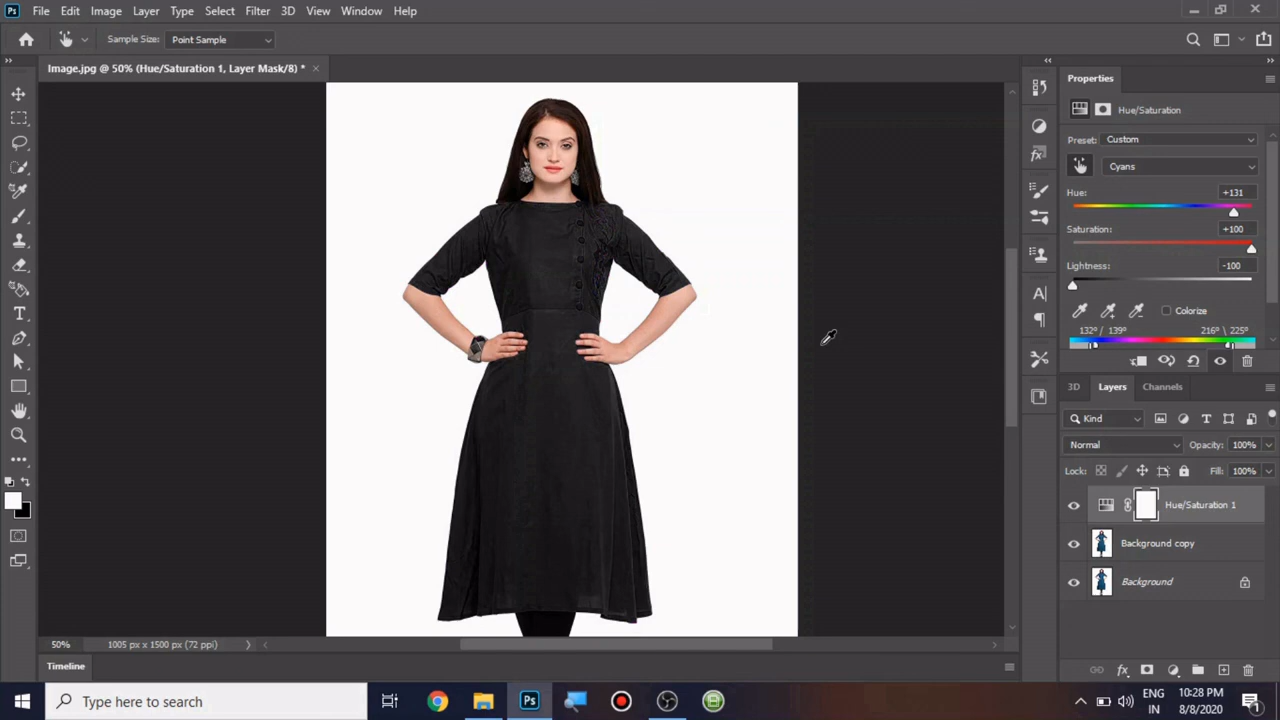 Ps File Edit Image Layer Type Select Filter 3D View Window Help
Sample Size: Point Sample
Image.jpg @ 50% (Hue/Saturation 1, Layer Mask/8) * ×
Properties
Hue/Saturation
Preset: Custom
Cyans
Hue: +131
Saturation: +100
Lightness: -100
Colorize
132° / 139° 216° \ 225°
3D Layers Channels
Kind
Normal Opacity: 100%
Lock: Fill: 100%
Hue/Saturation 1
Background copy
Background
50% 1005 px x 1500 px (72 ppi)
Timeline
Type here to search
Ps
ENG
IN
10:28 PM
8/8/2020
1